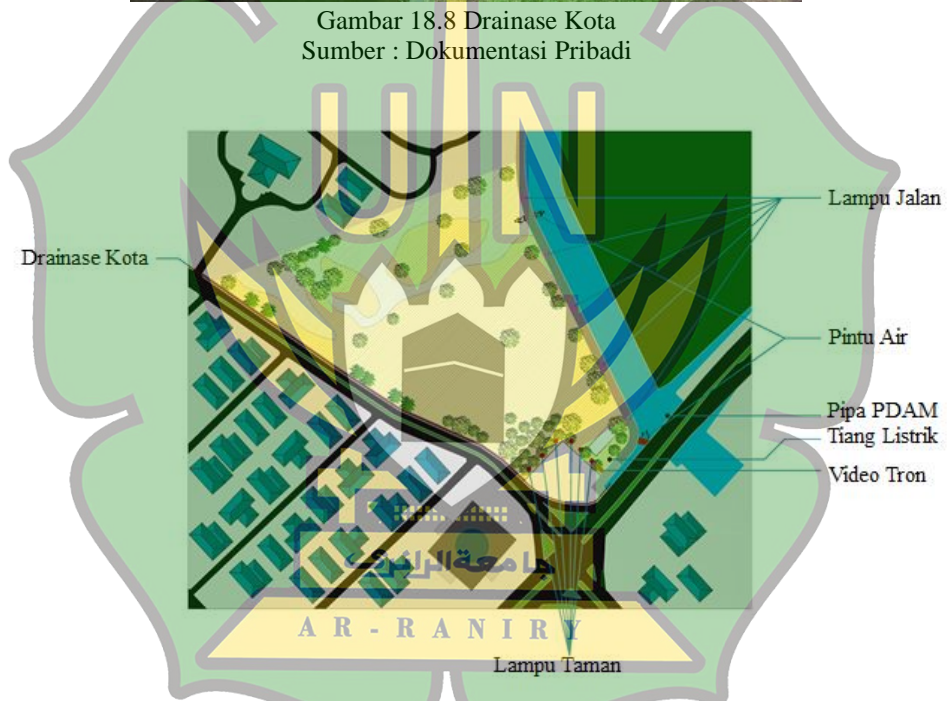 Gambar 18.8 Drainase Kota
Sumber : Dokumentasi Pribadi
UIN
Lampu Jalan
Drainase Kota
Pintu Air
Pipa PDAM
Tiang Listrik
Video Tron
جامعة الرانري
AR-RANIRY
Lampu Taman